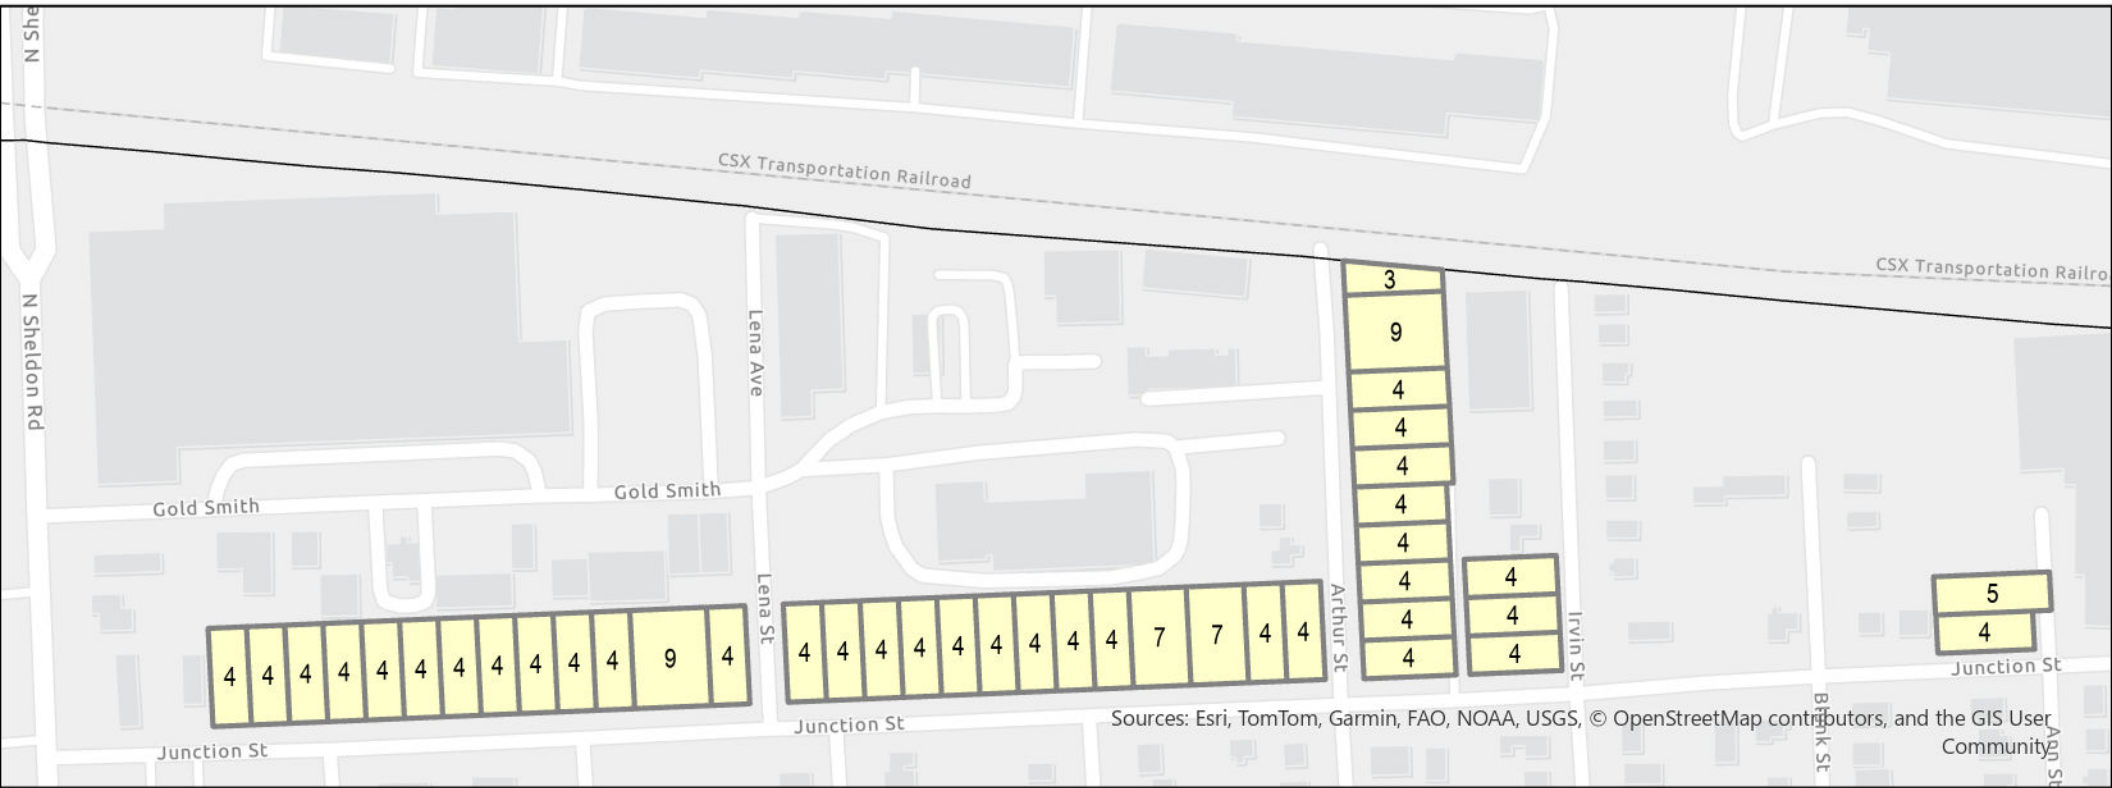 N She
CSX Transportation Railroad
CSX Transportation Railro
N Sheldon Rd
Lena Ave
3
9
4
4
4
4
4
4
4
4
Gold Smith
Gold Smith
Lena St
Arthur St
Irvin St
4
4
4
5
4
4 4 4 4 4 4 4 4 4 4 4 9 4
4 4 4 4 4 4 4 4 4 7 7 4 4
Junction St
Junction St
Junction St
Blunk St
Ann St
Sources: Esri, TomTom, Garmin, FAO, NOAA, USGS, © OpenStreetMap contributors, and the GIS User
Community